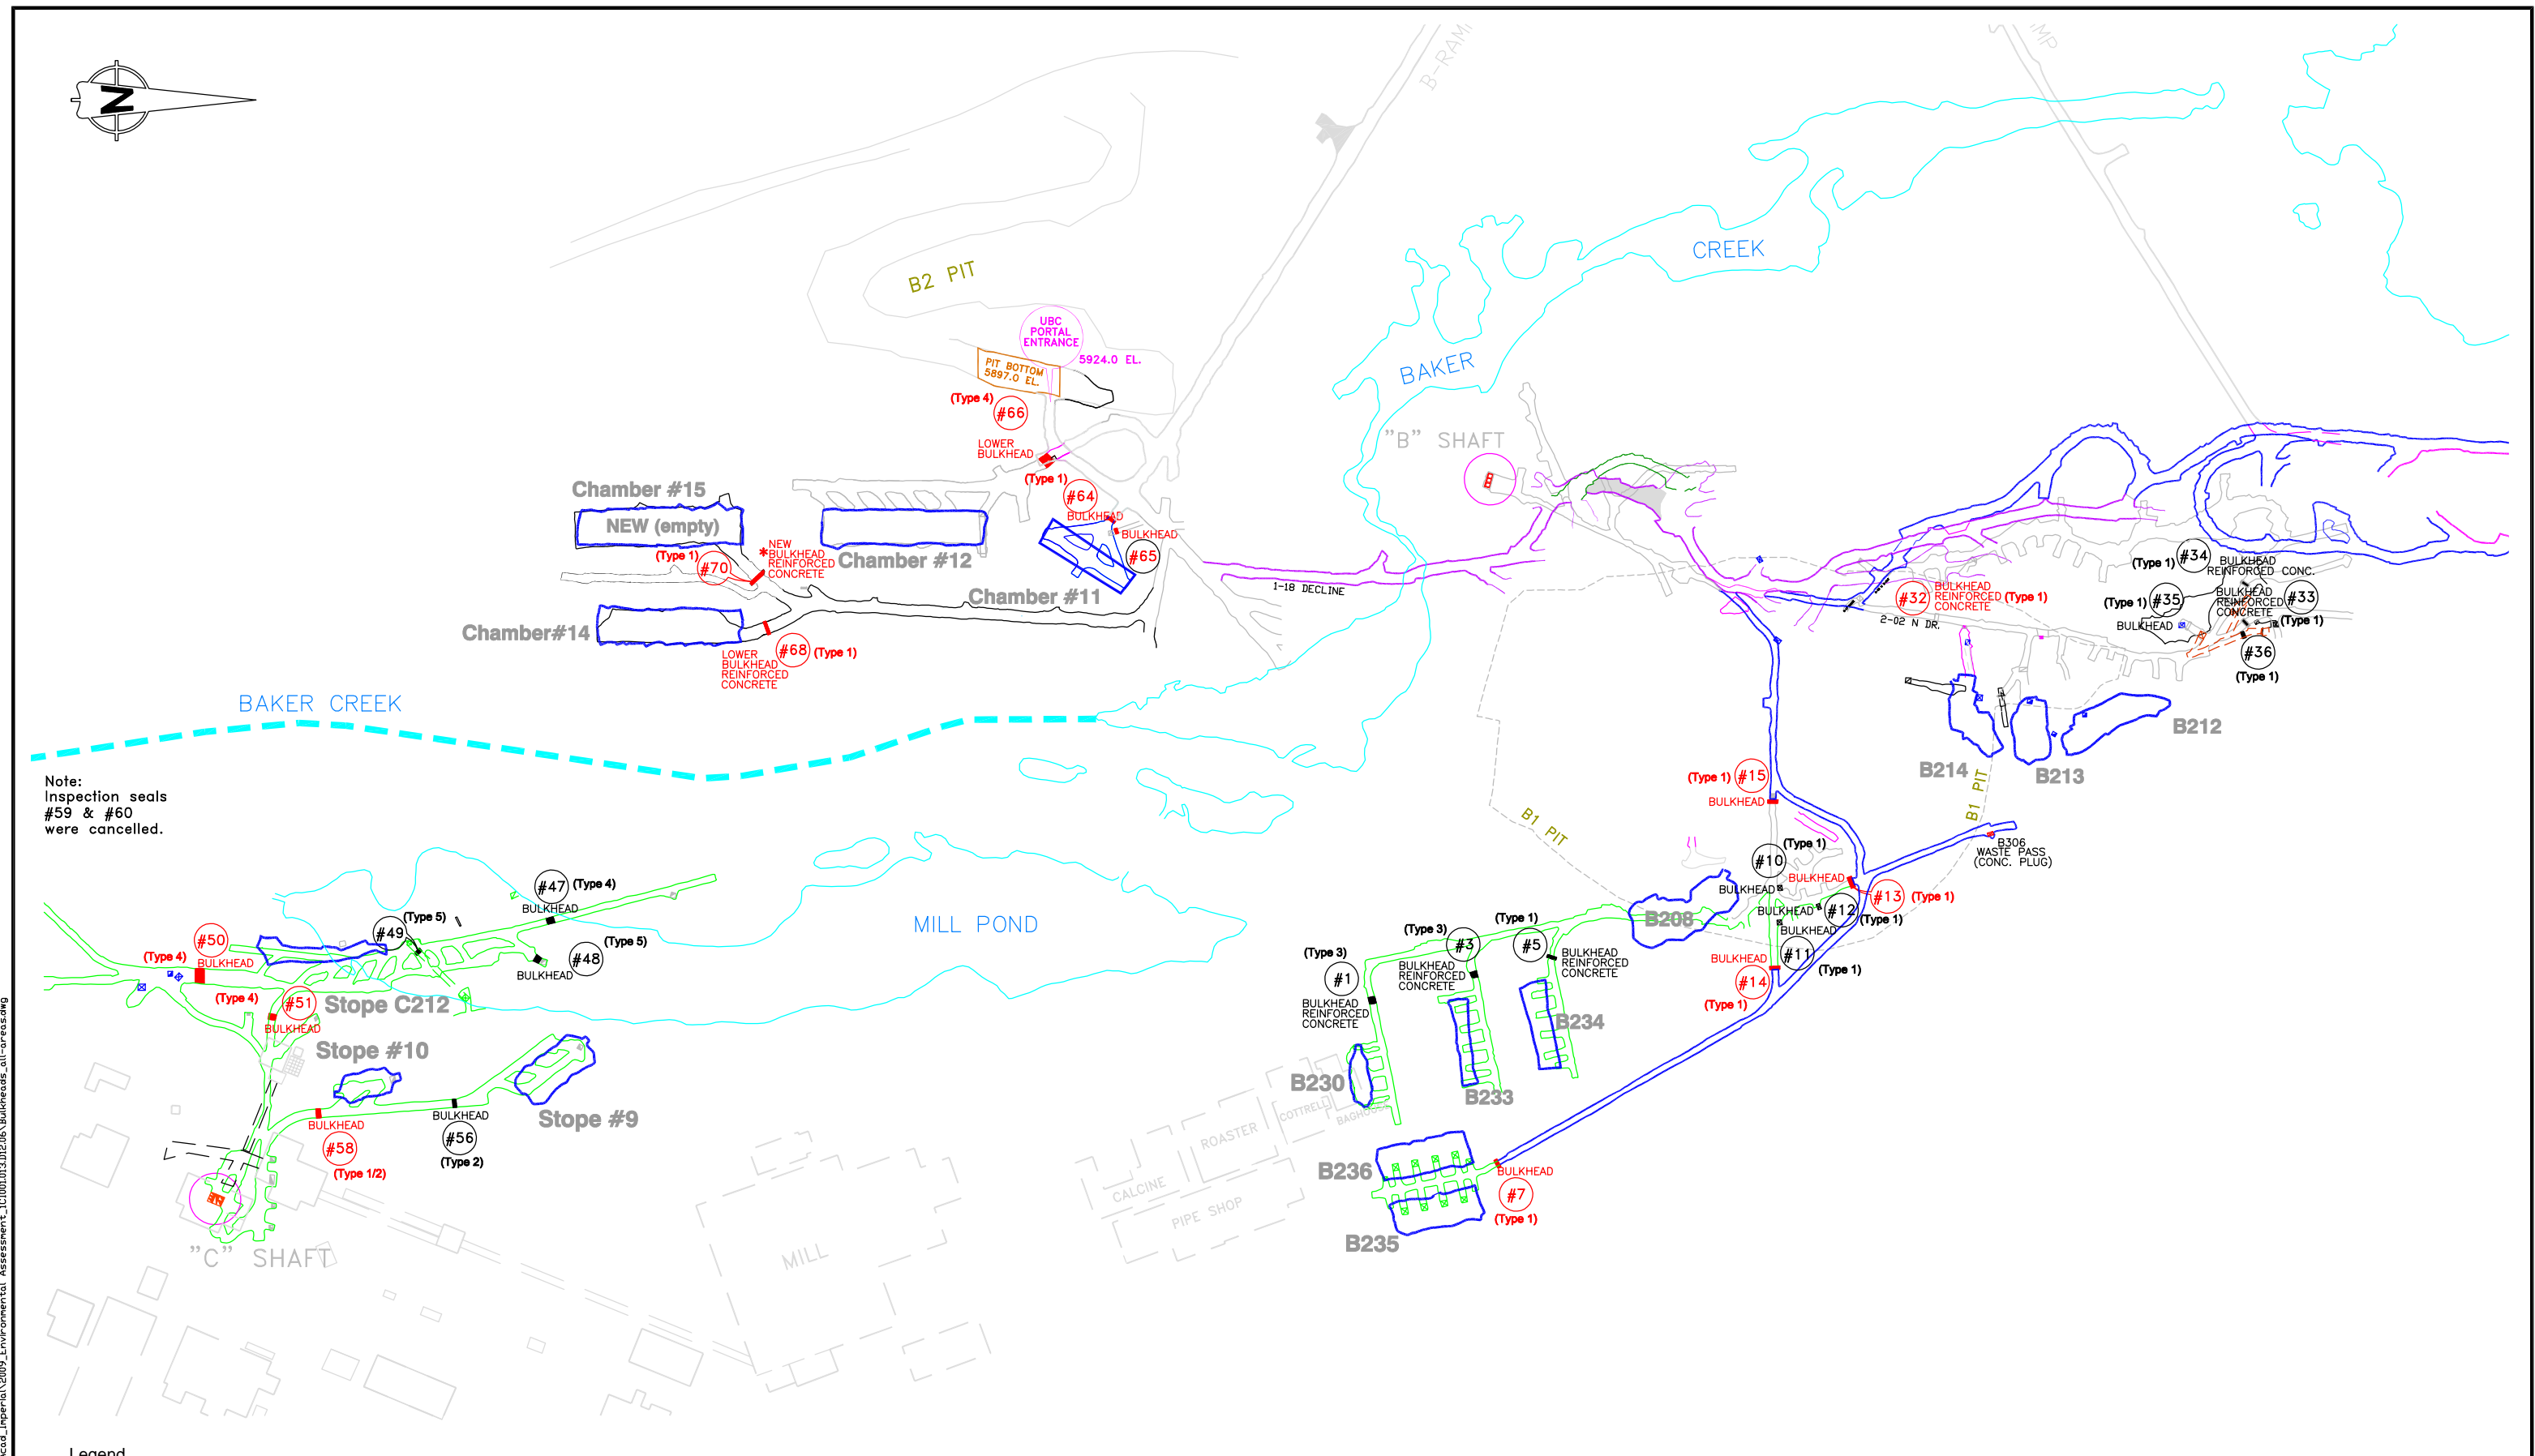 N
B-RAM
MP
B2 PIT
CREEK
UBC
PORTAL
ENTRANCE
5924.0 EL.
PIT BOTTOM
5897.0 EL.
BAKER
(Type 4)
#66
LOWER
BULKHEAD
"B" SHAFT
(Type 1)
#64
BULKHEAD
BULKHEAD
#65
Chamber #15
NEW (empty)
(Type 1)
#70
*NEW
BULKHEAD
REINFORCED
CONCRETE
Chamber #12
Chamber #11
Chamber#14
#68
(Type 1)
LOWER
BULKHEAD
REINFORCED
CONCRETE
1-18 DECLINE
#32
BULKHEAD
REINFORCED
CONCRETE
(Type 1)
2-02 N DR.
(Type 1)
#34
BULKHEAD
REINFORCED CONC.
(Type 1)
#35
BULKHEAD
REINFORCED
CONCRETE
#33
(Type 1)
BULKHEAD
#36
(Type 1)
BAKER CREEK
B212
B214
B213
B1 PIT
Note:
Inspection seals
#59 & #60
were cancelled.
(Type 1)
#15
BULKHEAD
B1 PIT
B306
WASTE PASS
(CONC. PLUG)
#10
(Type 1)
BULKHEAD
BULKHEAD
#13
(Type 1)
BULKHEAD
#12
(Type 1)
BULKHEAD
#11
(Type 1)
B208
BULKHEAD
#14
(Type 1)
#47
(Type 4)
BULKHEAD
MILL POND
(Type 5)
#49
#48
(Type 5)
BULKHEAD
#50
(Type 4)
BULKHEAD
(Type 4)
#51
BULKHEAD
Stope C212
(Type 3)
#1
BULKHEAD
REINFORCED
CONCRETE
(Type 3)
#3
BULKHEAD
REINFORCED
CONCRETE
(Type 1)
#5
BULKHEAD
REINFORCED
CONCRETE
B234
Stope #10
B230
B233
Stope #9
BULKHEAD
#58
(Type 1/2)
BULKHEAD
#56
(Type 2)
COTTRELL
BAGHOUSE
ROASTER
CALCINE
PIPE SHOP
MILL
B236
B235
BULKHEAD
#7
(Type 1)
"C" SHAFT
Legend